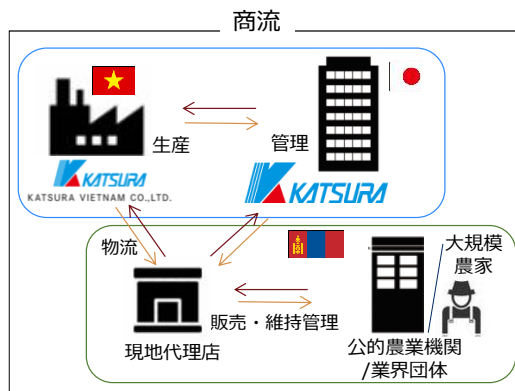 商流
生産
管理
KATSURA
KATSURA VIETNAM CO.,LTD.
KATSURA
物流
大規模
農家
販売・維持管理
現地代理店
公的農業機関
/業界団体